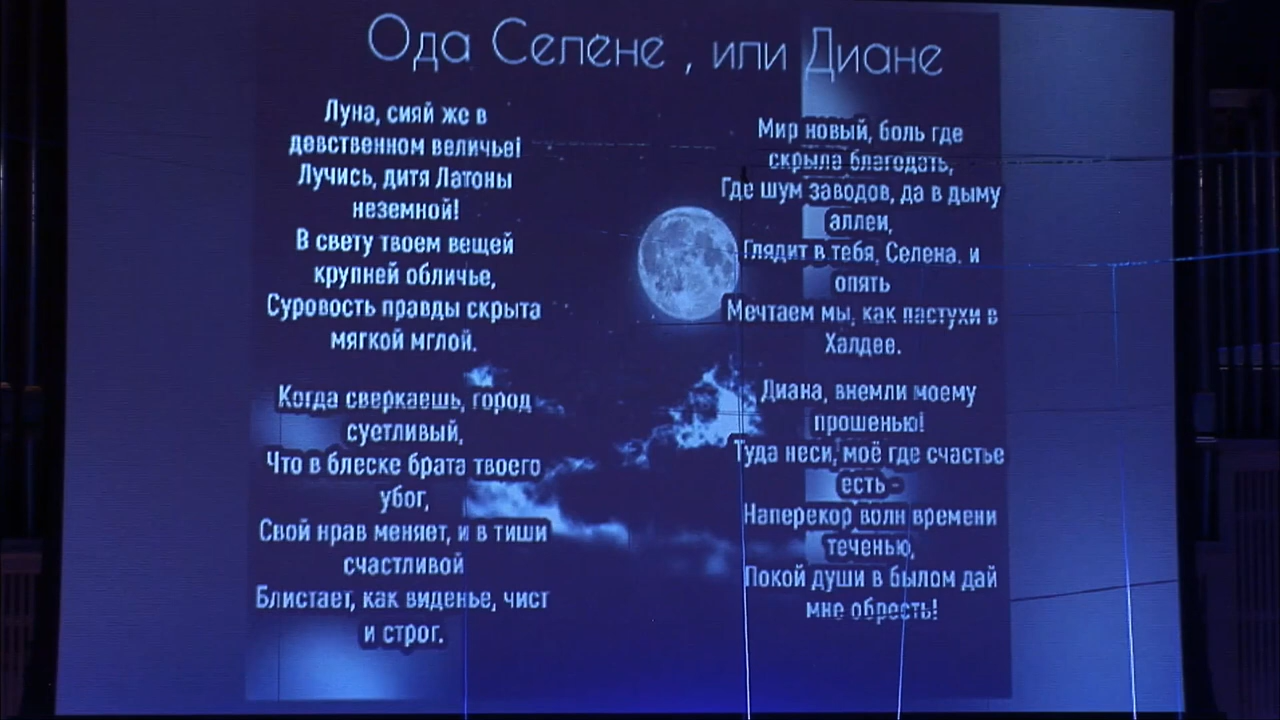 Ода Селене , или Диане
Луна, сияй же в
девственном величье!
Лучись, дитя Латоны
неземной!
В свету твоем вещей
крупней обличье,
Суровость правды скрыта
мягкой мглой.
Когда сверкаешь, город
суетливый,
Что в блеске брата твоего
убог,
Свой нрав меняет, и в тиши
счастливой
Блистает, как виденье, чист
и строг.
Мир новый, боль где
скрыла благодать,
Где шум заводов, да в дыму
аллеи,
Глядит в тебя, Селена. и
опять
Мечтаем мы, как пастухи в
Халдее.
Диана, внемли моему
прошенью!
Туда неси, моё где счастье
есть -
Наперекор волн времени
теченью,
Покой души в былом дай
мне обресть!